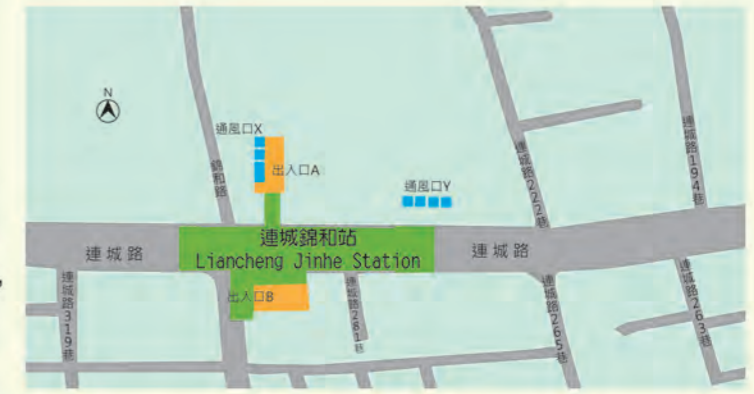 N
通風口X
錦和路
出入口A
通風口Y
連城路222巷
連城路194巷
連城路
連城錦和站
Liancheng Jinhe Station
連城路
連城路319巷
出入口B
連城路281巷
連城路265巷
連城路263巷